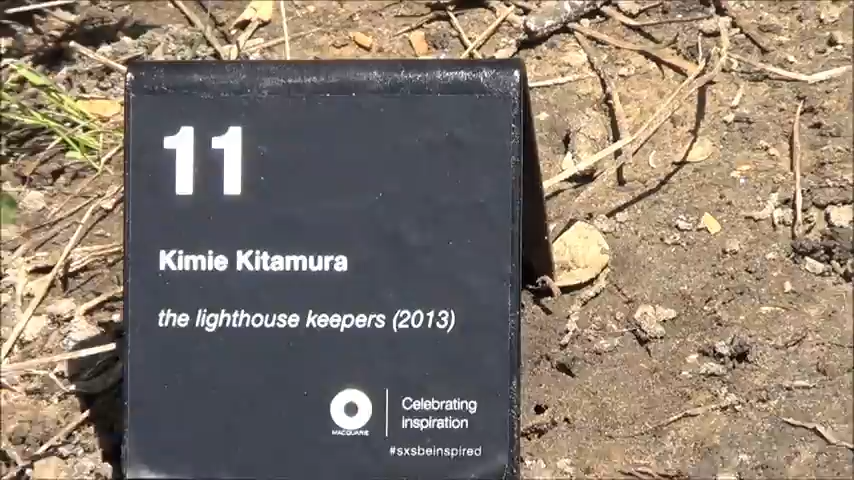 11
Kimie Kitamura
the lighthouse keepers (2013)
Celebrating
inspiration
MACQUARIE
#sxsbeinspired